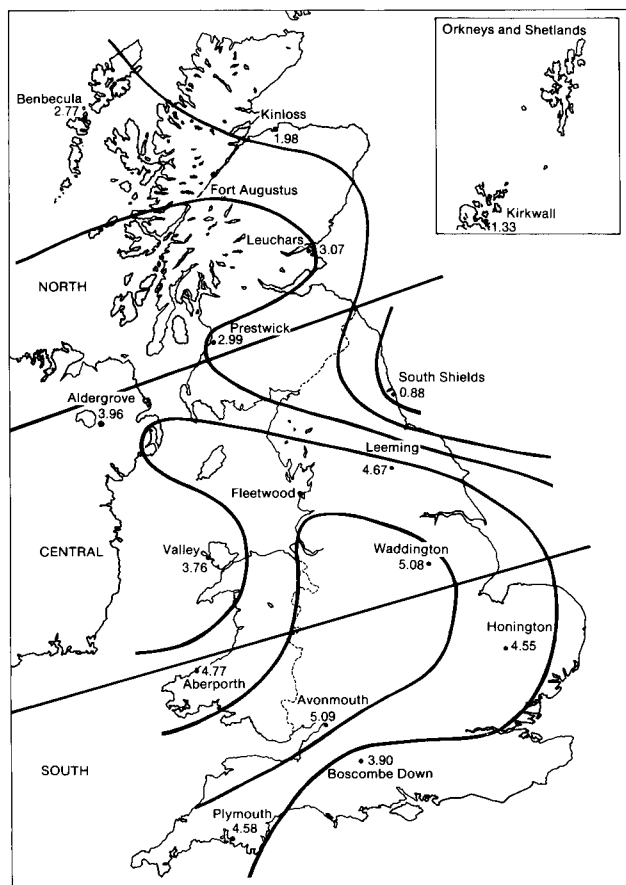 Orkneys and Shetlands
Kirkwall
1.33
Benbecula
2.77
Kinloss
1.98
Fort Augustus
Leuchars
3.07
NORTH
Prestwick
2.99
South Shields
0.88
Aldergrove
3.96
Leeming
4.67
Fleetwood
CENTRAL
Valley
3.76
Waddington
5.08
Honington
4.55
4.77
Aberporth
Avonmouth
5.09
SOUTH
3.90
Boscombe Down
Plymouth
4.58